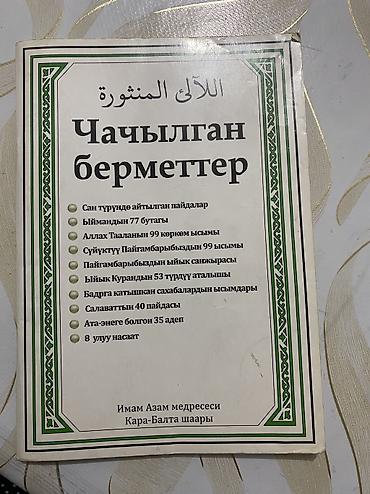 اللآلئ المنثورة
Чачылган
берметтер
Сан түрүндө айтылган пайдалар
Ыймандын 77 бутагы
Аллах Тааланын 99 көркөм ысымы
Сүйүктүү Пайгамбарыбыздын 99 ысымы
Пайгамбарыбыздын ыйык санжырасы
Ыйык Курандын 53 түрдүү аталышы
Бадрга катышкан сахабалардын ысымдары
Салаваттын 40 пайдасы
Ата-энеге болгон 35 адеп
8 улуу насаат
Имам Азам медресеси
Кара-Балта шаары